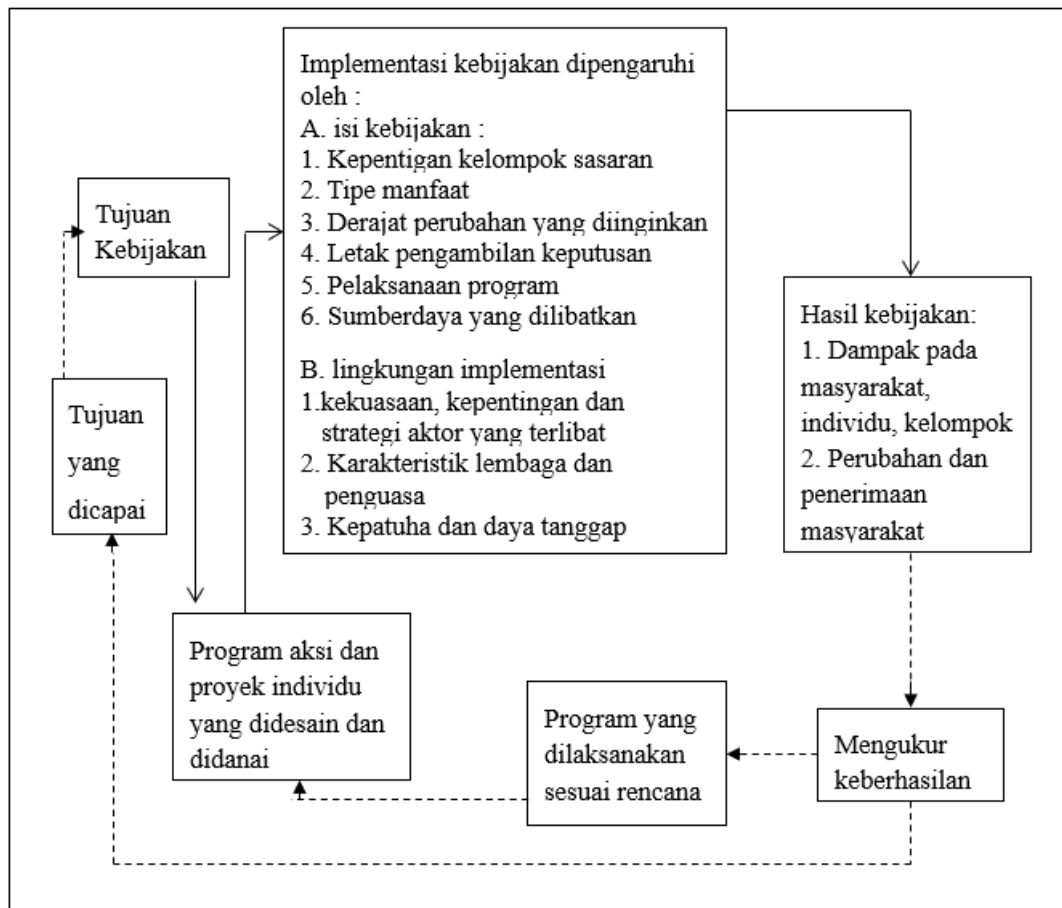 Implementasi kebijakan dipengaruhi
oleh :
A. isi kebijakan :
1. Kepentigan kelompok sasaran
2. Tipe manfaat
3. Derajat perubahan yang diinginkan
4. Letak pengambilan keputusan
5. Pelaksanaan program
6. Sumberdaya yang dilibatkan
B. lingkungan implementasi
1.kekuasaan, kepentingan dan
strategi aktor yang terlibat
2. Karakteristik lembaga dan
penguasa
3. Kepatuha dan daya tanggap
Tujuan
Kebijakan
Tujuan
yang
dicapai
Hasil kebijakan:
1. Dampak pada
masyarakat,
individu, kelompok
2. Perubahan dan
penerimaan
masyarakat
Program aksi dan
proyek individu
yang didesain dan
didanai
Program yang
dilaksanakan
sesuai rencana
Mengukur
keberhasilan